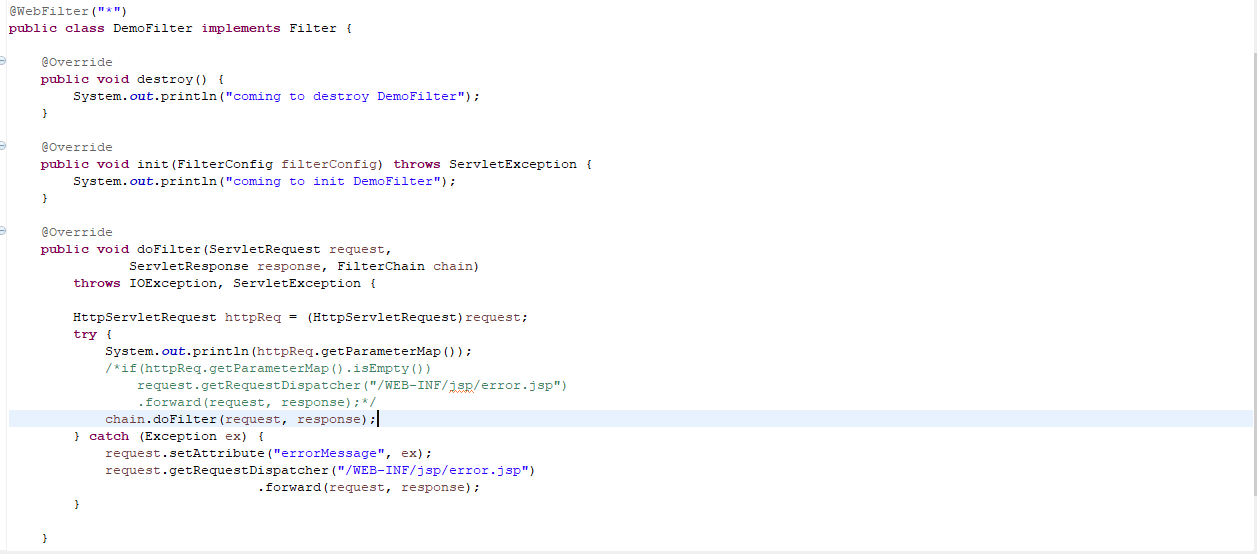 @WebFilter("*")
public class DemoFilter implements Filter {
@Override
public void destroy() {
System.out.println("coming to destroy DemoFilter");
}
@Override
public void init(FilterConfig filterConfig) throws ServletException {
System.out.println("coming to init DemoFilter");
}
@Override
public void doFilter(ServletRequest request,
ServletResponse response, FilterChain chain)
throws IOException, ServletException {
HttpServletRequest httpReq = (HttpServletRequest)request;
try {
System.out.println(httpReq.getParameterMap());
/*if(httpReq.getParameterMap().isEmpty())
request.getRequestDispatcher("/WEB-INF/jsp/error.jsp")
.forward(request, response);*/
chain.doFilter(request, response);
} catch (Exception ex) {
request.setAttribute("errorMessage", ex);
request.getRequestDispatcher("/WEB-INF/jsp/error.jsp")
.forward(request, response);
}
}